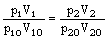 p₁V₁ / p₁₀V₁₀ = p₂V₂ / p₂₀V₂₀